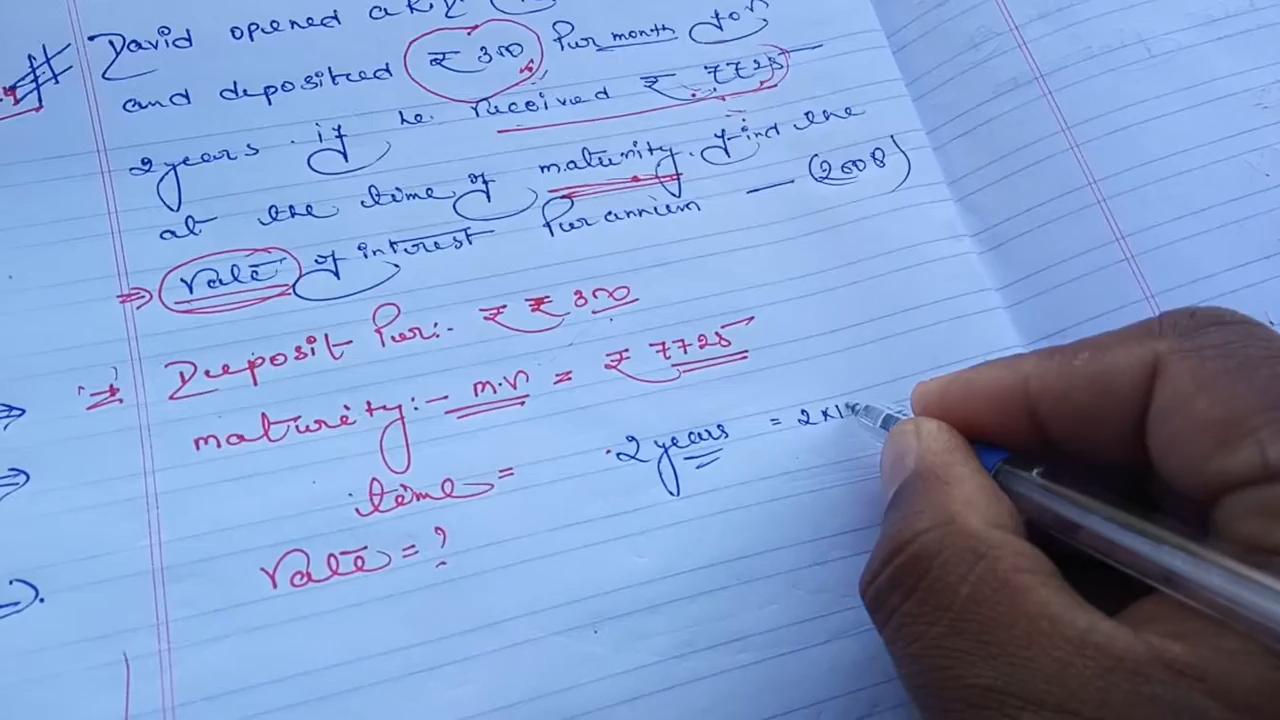 David opened a
and deposited ₹ 300 Per month for
2 years . if he received ₹ 7725
at the time of maturity. find the
rate of interest Per annum — (2008)
Deposit Per:- ₹ ₹ 300
maturity:- m.v = ₹ 7725
time = 2 years = 2×1
Rate = ?